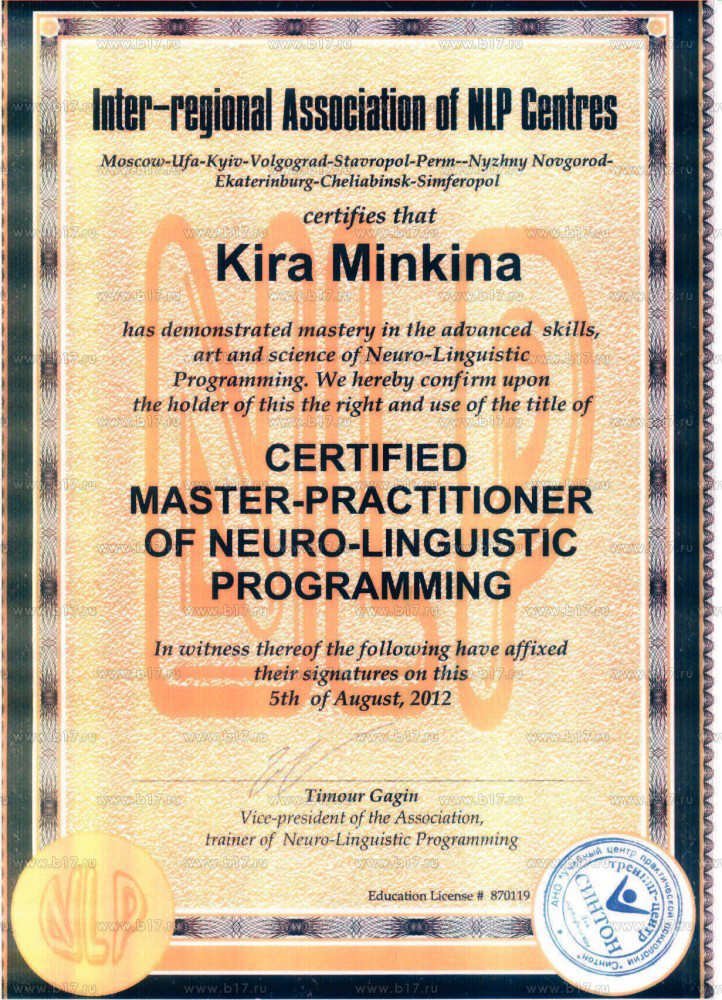 Inter-regional Association of NLP Centres
Moscow-Ufa-Kyiv-Volgograd-Stavropol-Perm--Nyzhny Novgorod-
Ekaterinburg-Cheliabinsk-Simferopol
certifies that
Kira Minkina
has demonstrated mastery in the advanced skills,
art and science of Neuro-Linguistic
Programming. We hereby confirm upon
the holder of this the right and use of the title of
CERTIFIED
MASTER-PRACTITIONER
OF NEURO-LINGUISTIC
PROGRAMMING
In witness thereof the following have affixed
their signatures on this
5th of August, 2012
Timour Gagin
Vice-president of the Association,
trainer of Neuro-Linguistic Programming
Education License # 870119
NLP
АНО "учебный центр практической психологии "Синтон"
тренинг-центр
СИНТОН
www.b17.ru